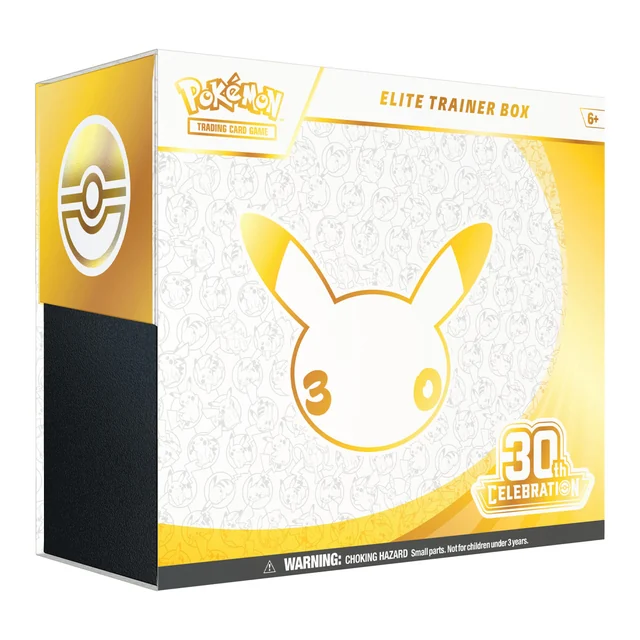 POKÉMON
TRADING CARD GAME
ELITE TRAINER BOX
6+
3 0
30th
CELEBRATION
⚠ WARNING: CHOKING HAZARD Small parts. Not for children under 3 years.